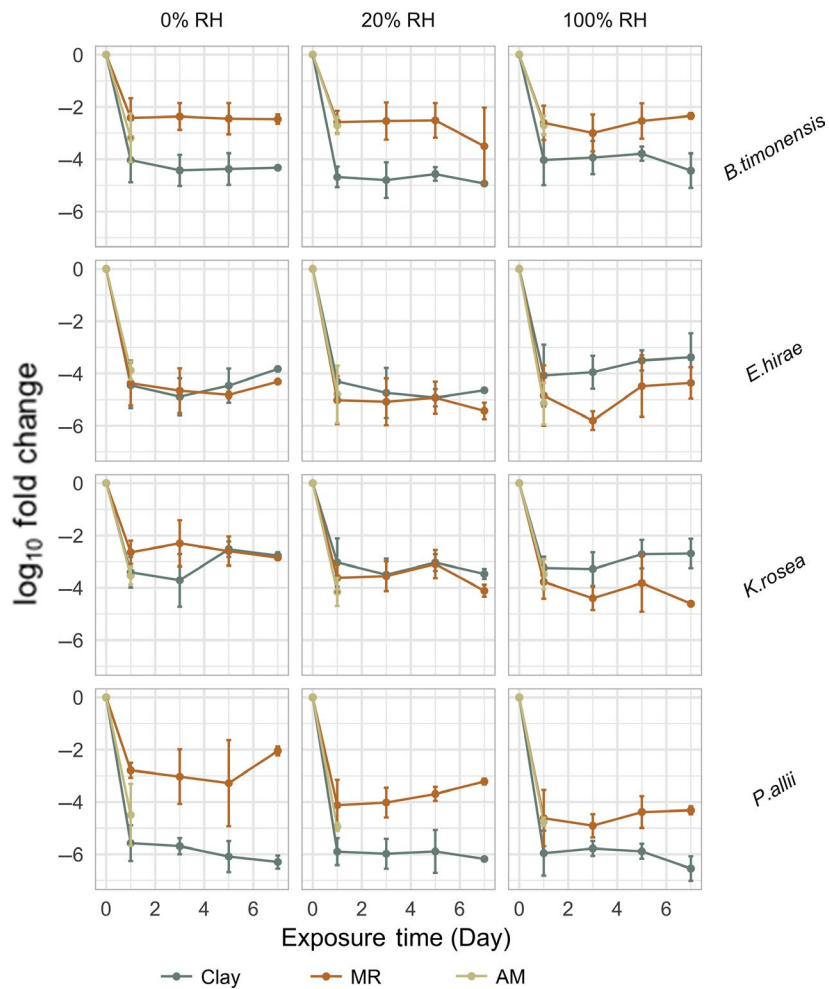 0% RH 20% RH 100% RH
0
−2
−4
−6
B.timonensis
0
−2
−4
−6
E.hirae
log10 fold change
0
−2
−4
−6
K.rosea
0
−2
−4
−6
P.allii
0 2 4 6 0 2 4 6 0 2 4 6
Exposure time (Day)
Clay MR AM